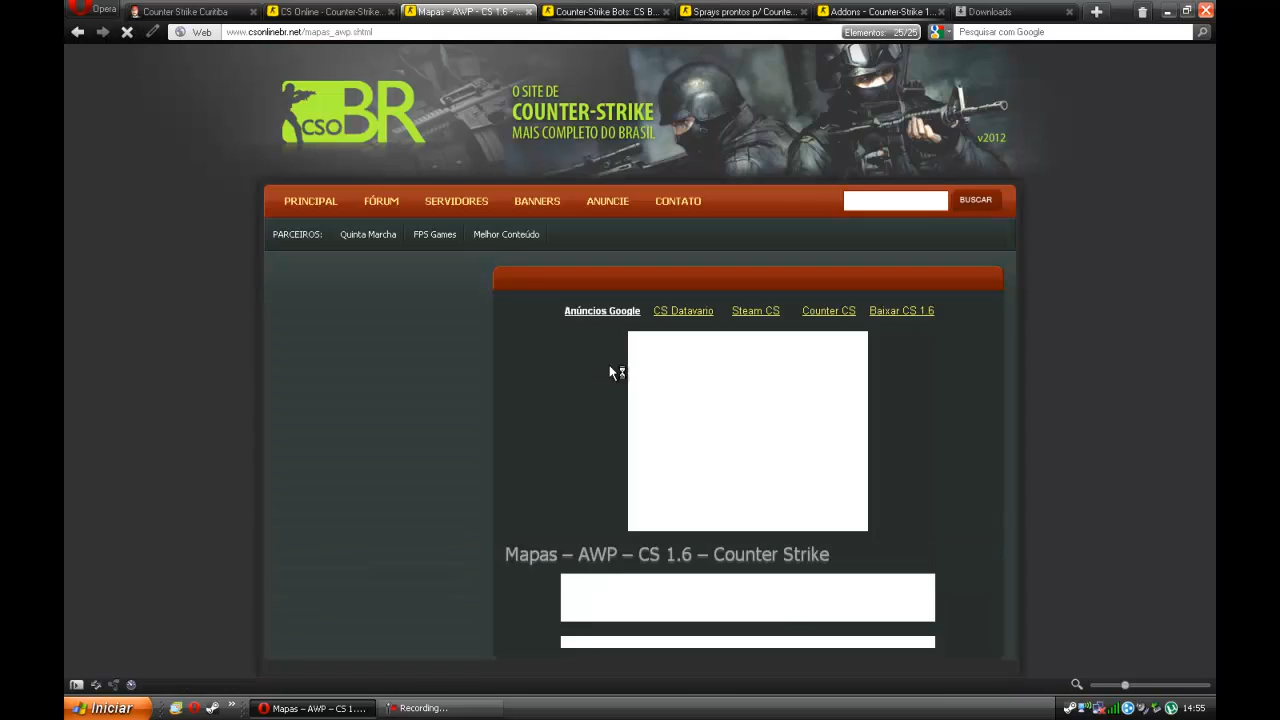 Opera
Counter Strike Curitiba
CS Online - Counter-Strike...
Mapas - AWP - CS 1.6 - ...
Counter-Strike Bots: CS B...
Sprays prontos p/ Counte...
Addons - Counter-Strike 1...
Downloads
Web
www.csonlinebr.net/mapas_awp.shtml
Elementos: 25/25
Pesquisar com Google
CSO BR
O SITE DE
COUNTER-STRIKE
MAIS COMPLETO DO BRASIL
v2012
PRINCIPAL
FÓRUM
SERVIDORES
BANNERS
ANUNCIE
CONTATO
BUSCAR
PARCEIROS:
Quinta Marcha
FPS Games
Melhor Conteúdo
Anúncios Google
CS Datavario
Steam CS
Counter CS
Baixar CS 1.6
Mapas – AWP – CS 1.6 – Counter Strike
Iniciar
Mapas – AWP – CS 1....
Recording...
14:55